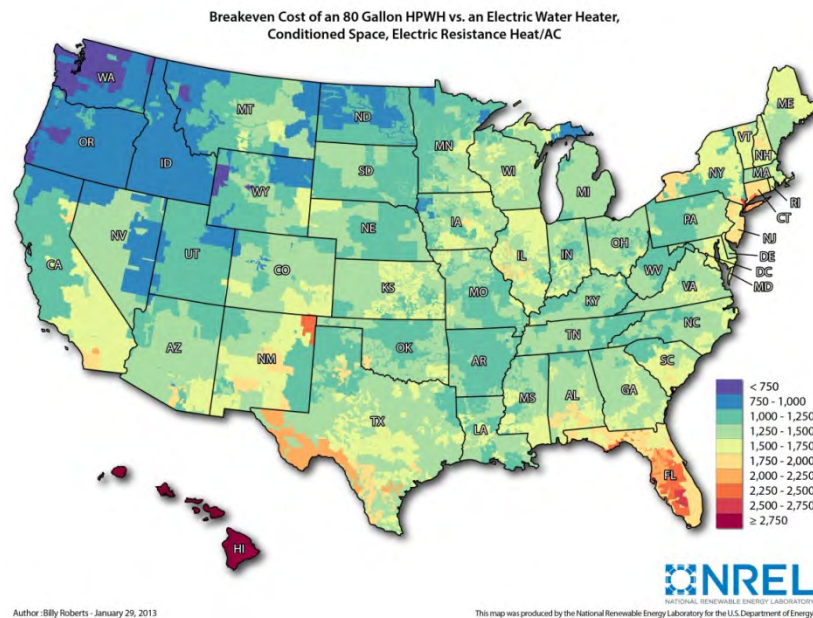 Breakeven Cost of an 80 Gallon HPWH vs. an Electric Water Heater,
Conditioned Space, Electric Resistance Heat/AC
WA
MT
ND
MN
ME
OR
ID
WY
SD
WI
MI
NY
VT
NH
MA
RI
CT
NV
UT
CO
NE
IA
IL
IN
OH
PA
NJ
DE
DC
MD
CA
KS
MO
KY
WV
VA
AZ
NM
OK
AR
TN
NC
SC
TX
LA
MS
AL
GA
FL
HI
< 750
750 - 1,000
1,000 - 1,250
1,250 - 1,500
1,500 - 1,750
1,750 - 2,000
2,000 - 2,250
2,250 - 2,500
2,500 - 2,750
≥ 2,750
NREL
NATIONAL RENEWABLE ENERGY LABORATORY
Author : Billy Roberts - January 29, 2013
This map was produced by the National Renewable Energy Laboratory for the U.S. Department of Energy